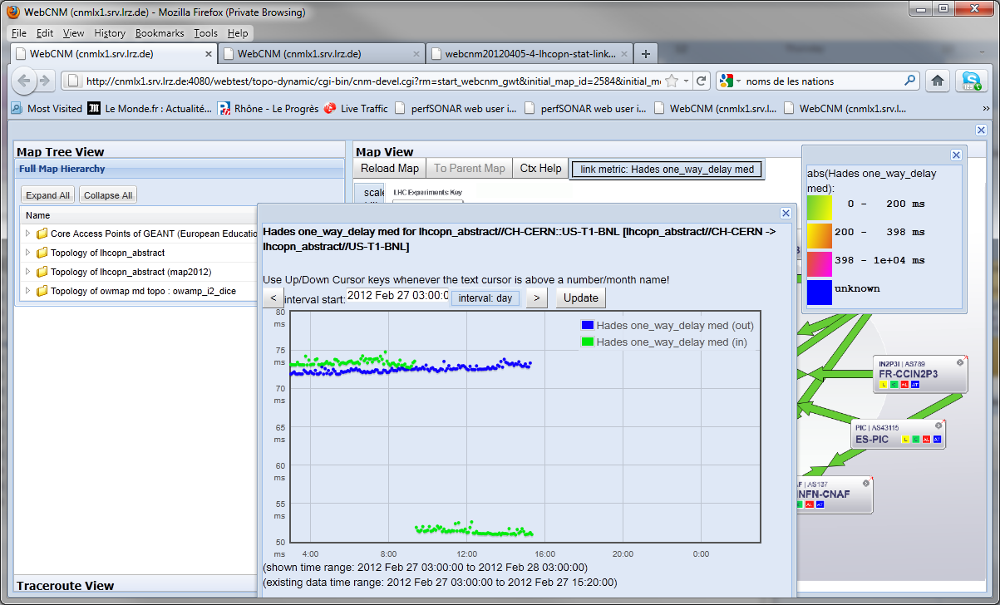 WebCNM (cnmlx1.srv.lrz.de) - Mozilla Firefox (Private Browsing)
File Edit View History Bookmarks Tools Help
WebCNM (cnmlx1.srv.lrz.de)
WebCNM (cnmlx1.srv.lrz.de)
webcnm20120405-4-lhcopn-stat-link...
http://cnmlx1.srv.lrz.de:4080/webtest/topo-dynamic/cgi-bin/cnm-devel.cgi?rm=start_webcnm_gwt&initial_map_id=2584&initial_m
noms de les nations
Most Visited Le Monde.fr : Actualité... Rhône - Le Progrès Live Traffic perfSONAR web user i... perfSONAR web user i... WebCNM (cnmlx1.srv.l... WebCNM (cnmlx1.srv.l... »
Map Tree View
Full Map Hierarchy
Expand All Collapse All
Name
Core Access Points of GEANT (European Educatio
Topology of lhcopn_abstract
Topology of lhcopn_abstract (map2012)
Topology of owmap md topo : owamp_i2_dice
Traceroute View
Map View
Reload Map To Parent Map Ctx Help link metric: Hades one_way_delay med
scale
LHC Experiments Key
abs(Hades one_way_delay
med):
0 - 200 ms
200 - 398 ms
398 - 1e+04 ms
unknown
Hades one_way_delay med for lhcopn_abstract//CH-CERN::US-T1-BNL [lhcopn_abstract//CH-CERN ->
lhcopn_abstract//US-T1-BNL]
Use Up/Down Cursor keys whenever the text cursor is above a number/month name!
< interval start: 2012 Feb 27 03:00:0 interval: day > Update
Hades one_way_delay med (out)
Hades one_way_delay med (in)
80
ms
75
ms
70
ms
65
ms
60
ms
55
ms
50
ms
4:00 8:00 12:00 16:00 20:00 0:00
(shown time range: 2012 Feb 27 03:00:00 to 2012 Feb 28 03:00:00)
(existing data time range: 2012 Feb 27 03:00:00 to 2012 Feb 27 15:20:00)
IN2P3I | AS789
FR-CCIN2P3
L C AL AT
PIC | AS43115
ES-PIC L C AL AT
AF | AS137
INFN-CNAF
AL AT